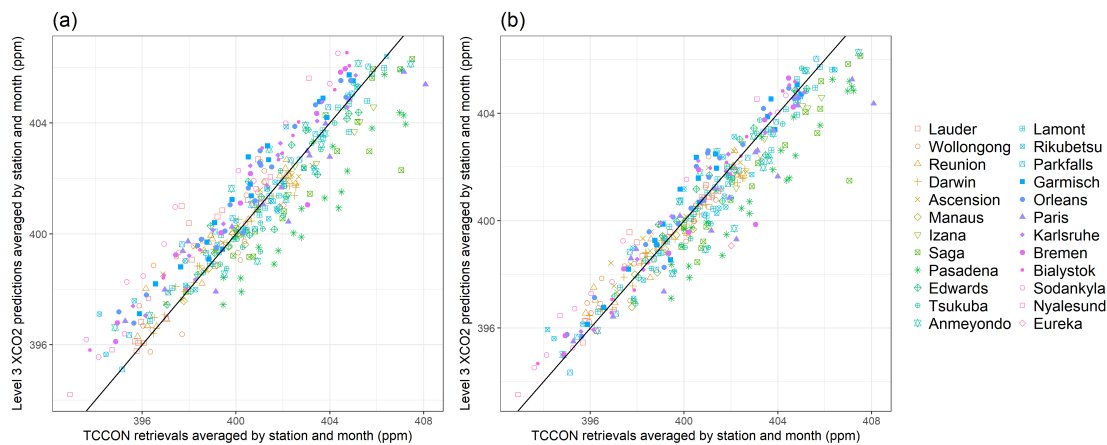 (a)
(b)
Level 3 XCO2 predictions averaged by station and month (ppm)
404
400
396
396
400
404
408
TCCON retrievals averaged by station and month (ppm)
Level 3 XCO2 predictions averaged by station and month (ppm)
404
400
396
396
400
404
408
TCCON retrievals averaged by station and month (ppm)
Lauder
Wollongong
Reunion
Darwin
Ascension
Manaus
Izana
Saga
Pasadena
Edwards
Tsukuba
Anmeyondo
Lamont
Rikubetsu
Parkfalls
Garmisch
Orleans
Paris
Karlsruhe
Bremen
Bialystok
Sodankyla
Nyalesund
Eureka